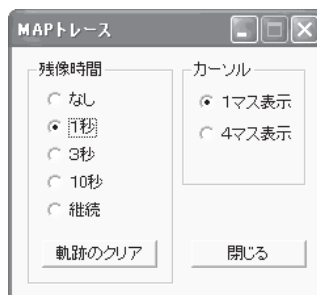 MAPトレース
残像時間
なし
1秒
3秒
10秒
継続
軌跡のクリア
カーソル
1マス表示
4マス表示
閉じる